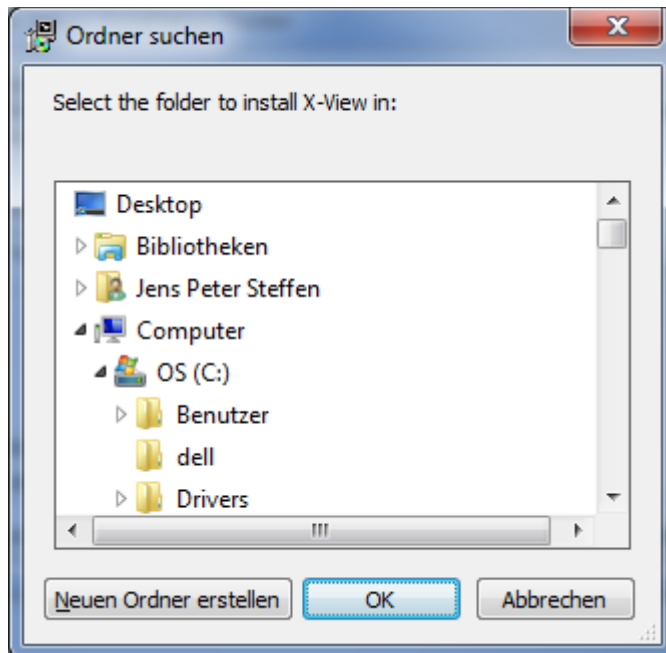 Ordner suchen
Select the folder to install X-View in:
Desktop
Bibliotheken
Jens Peter Steffen
Computer
OS (C:)
Benutzer
dell
Drivers
Neuen Ordner erstellen
OK
Abbrechen